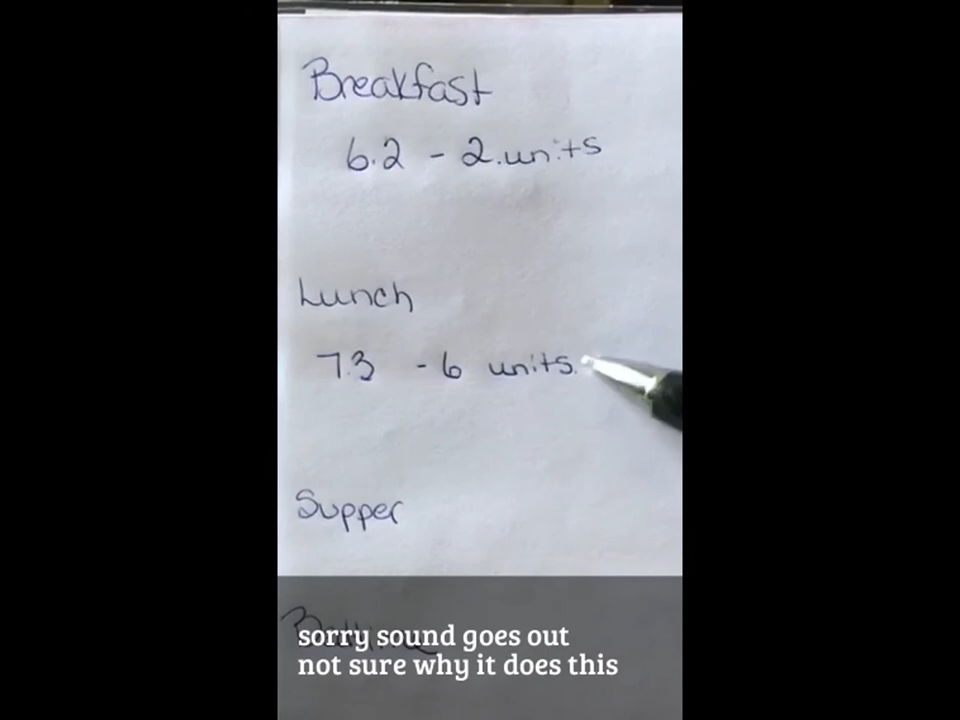 Breakfast
6.2 - 2.units
Lunch
7.3 - 6 units.
Supper
Bedtime
sorry sound goes out
not sure why it does this